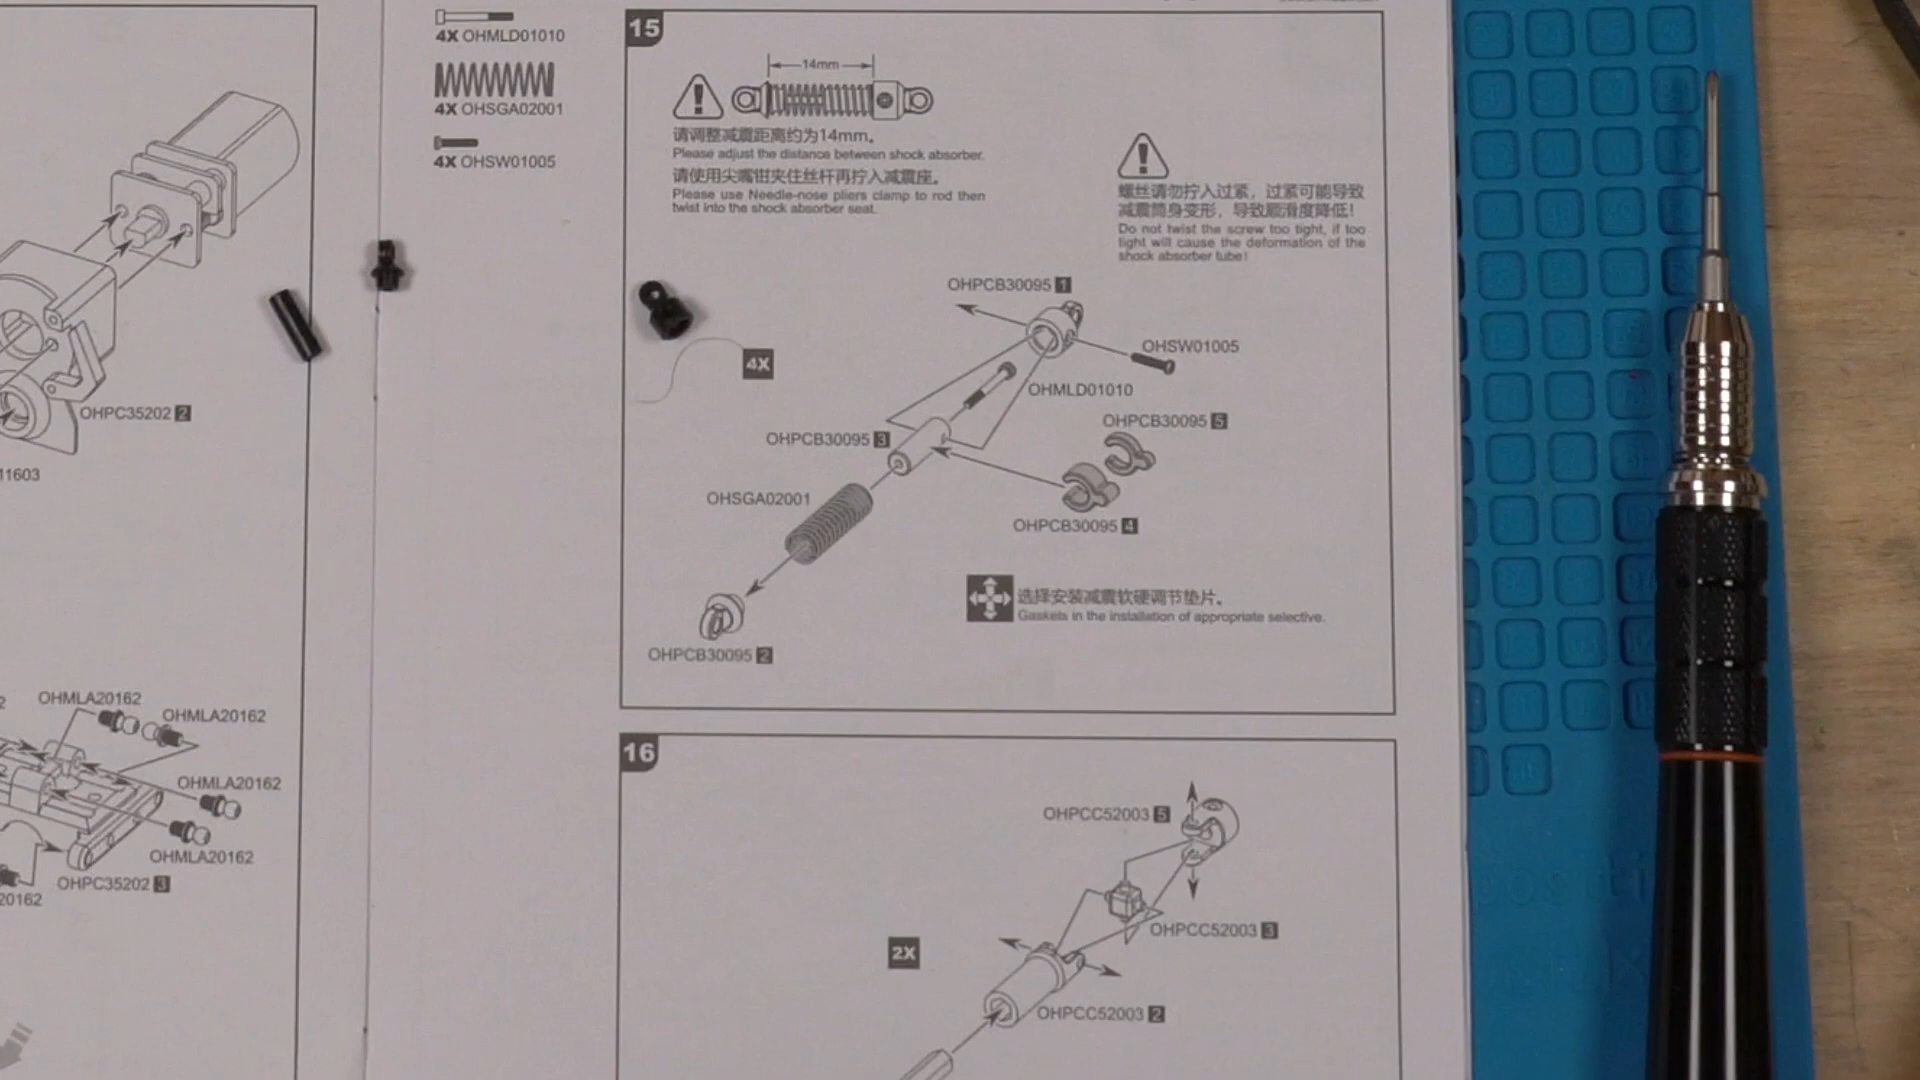 4X OHMLD01010
4X OHSGA02001
4X OHSW01005
OHPC35202 2
11603
OHMLA20162
OHMLA20162
OHMLA20162
OHMLA20162
OHPC35202 3
20162
15
14mm
请调整减震距离约为14mm。
Please adjust the distance between shock absorber.
请使用尖嘴钳夹住丝杆再拧入减震座。
Please use Needle-nose pliers clamp to rod then
twist into the shock absorber seat.
螺丝请勿拧入过紧，过紧可能导致
减震筒身变形，导致顺滑度降低！
Do not twist the screw too tight, if too
tight will cause the deformation of the
shock absorber tube!
OHPCB30095 1
OHSW01005
4X
OHMLD01010
OHPCB30095 5
OHPCB30095 3
OHSGA02001
OHPCB30095 4
选择安装减震软硬调节垫片。
Gaskets in the installation of appropriate selective.
OHPCB30095 2
16
OHPCC52003 5
OHPCC52003 3
2X
OHPCC52003 2